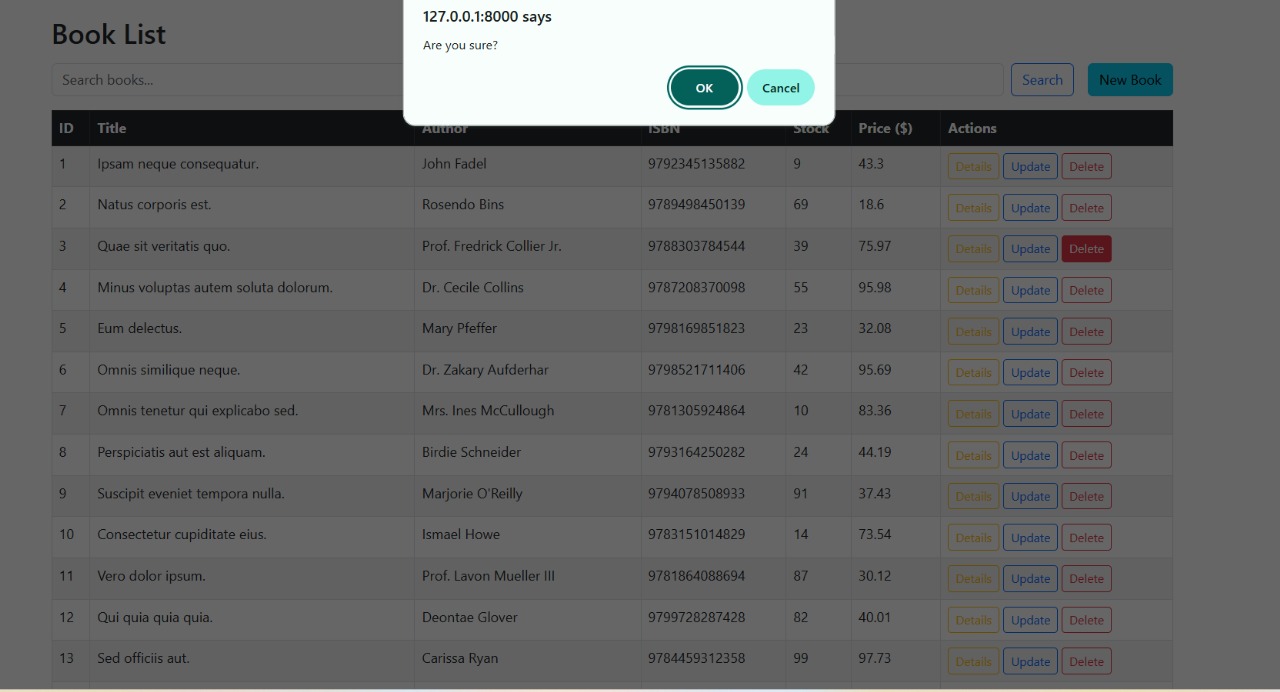 127.0.0.1:8000 says
Are you sure?
OK Cancel
Book List
Search books... Search New Book
ID Title Author ISBN Stock Price ($) Actions
1 Ipsam neque consequatur. John Fadel 9792345135882 9 43.3 Details Update Delete
2 Natus corporis est. Rosendo Bins 9789498450139 69 18.6 Details Update Delete
3 Quae sit veritatis quo. Prof. Fredrick Collier Jr. 9788303784544 39 75.97 Details Update Delete
4 Minus voluptas autem soluta dolorum. Dr. Cecile Collins 9787208370098 55 95.98 Details Update Delete
5 Eum delectus. Mary Pfeffer 9798169851823 23 32.08 Details Update Delete
6 Omnis similique neque. Dr. Zakary Aufderhar 9798521711406 42 95.69 Details Update Delete
7 Omnis tenetur qui explicabo sed. Mrs. Ines McCullough 9781305924864 10 83.36 Details Update Delete
8 Perspiciatis aut est aliquam. Birdie Schneider 9793164250282 24 44.19 Details Update Delete
9 Suscipit eveniet tempora nulla. Marjorie O'Reilly 9794078508933 91 37.43 Details Update Delete
10 Consectetur cupiditate eius. Ismael Howe 9783151014829 14 73.54 Details Update Delete
11 Vero dolor ipsum. Prof. Lavon Mueller III 9781864088694 87 30.12 Details Update Delete
12 Qui quia quia quia. Deontae Glover 9799728287428 82 40.01 Details Update Delete
13 Sed officiis aut. Carissa Ryan 9784459312358 99 97.73 Details Update Delete